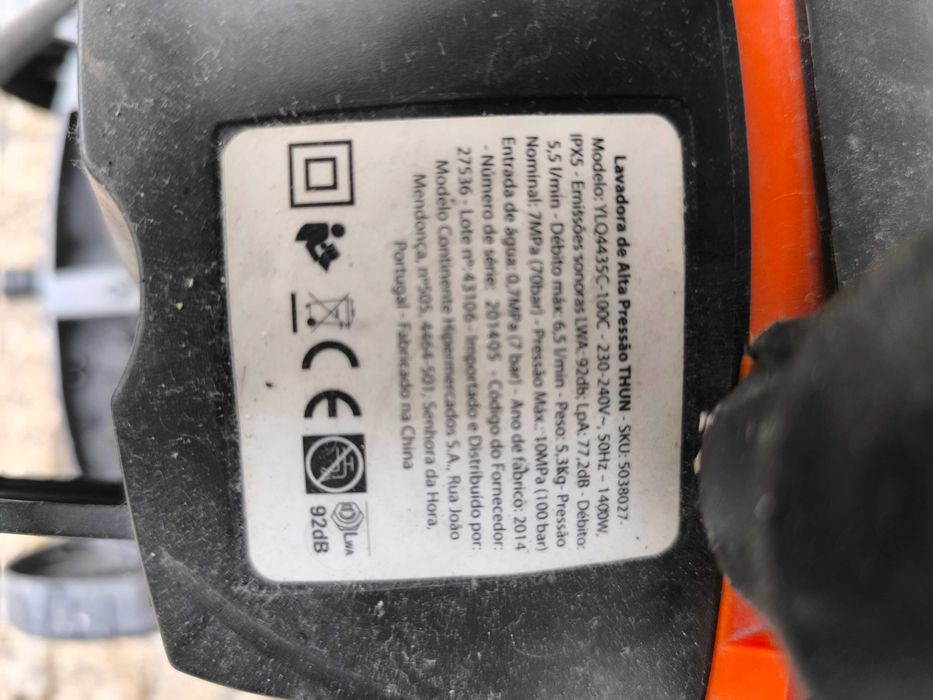 Lavadora de Alta Pressão THUN - SKU: 5038027-
Modelo: YLQ4435C-100C - 230-240V~, 50Hz – 1400W,
IPX5 - Emissões sonoras LWA: 92db; LpA: 77,2dB - Débito:
5,5 l/min - Débito máx: 6,5 l/min - Peso: 5,3Kg- Pressão
Nominal: 7MPa (70bar) - Pressão Máx.: 10MPa (100 bar)
Entrada de água: 0,7MPa (7 bar) - Ano de fabrico: 2014
- Número de série: 201405 - Código do Fornecedor:
27536 - Lote nº: 43106 - Importado e Distribuído por:
Modelo Continente Hipermercados S.A., Rua João
Mendonça, nº505, 4464-501, Senhora da Hora,
Portugal - Fabricado na China
CE
LWA
92dB